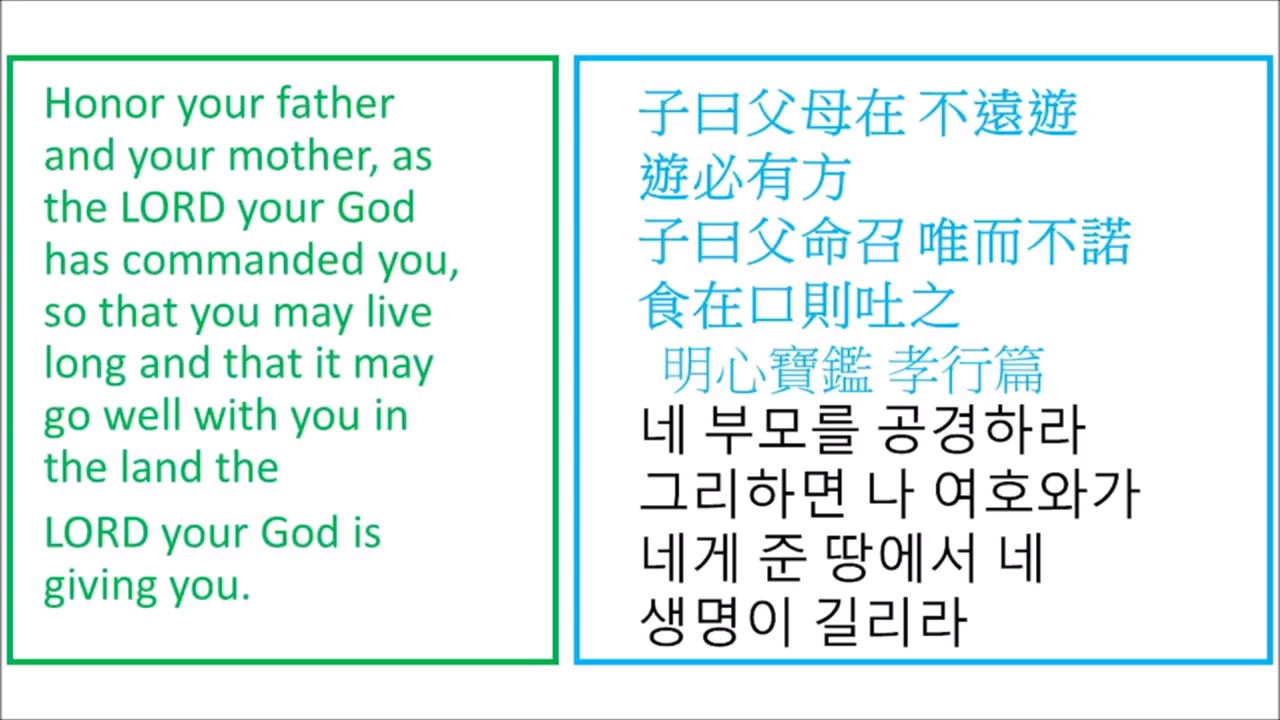 Honor your father
and your mother, as
the LORD your God
has commanded you,
so that you may live
long and that it may
go well with you in
the land the
LORD your God is
giving you.
子曰父母在 不遠遊
遊必有方
子曰父命召 唯而不諾
食在口則吐之
明心寶鑑 孝行篇
네 부모를 공경하라
그리하면 나 여호와가
네게 준 땅에서 네
생명이 길리라